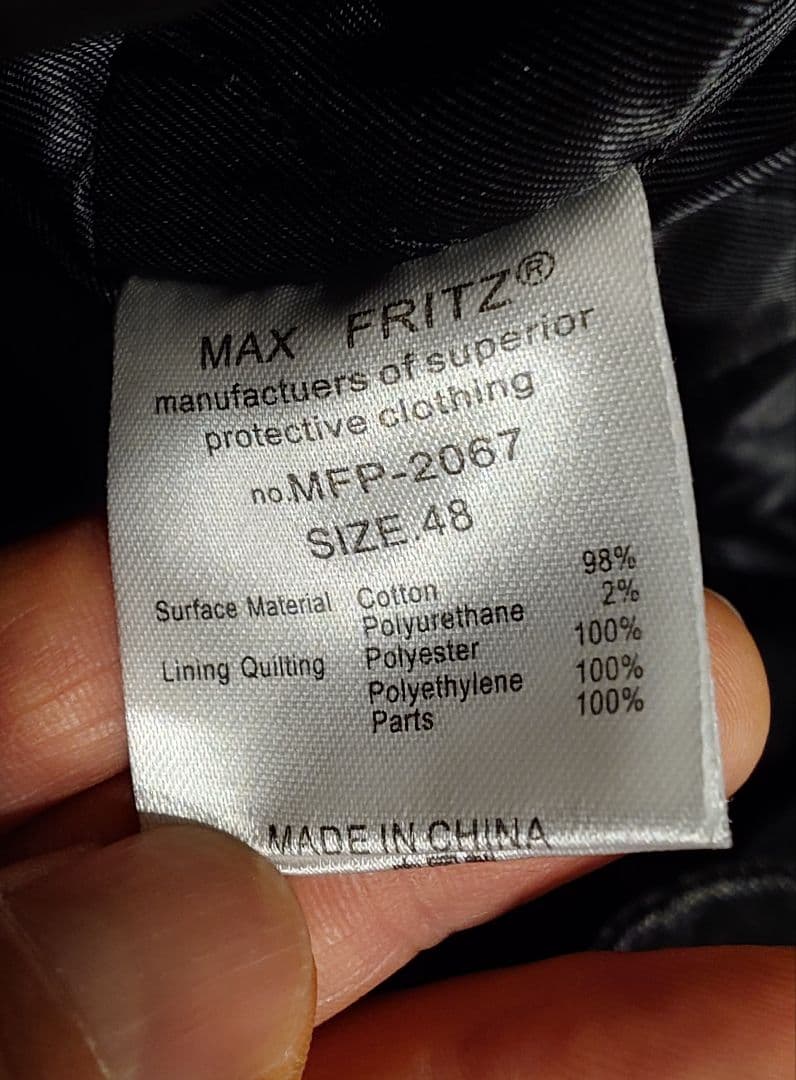 MAX FRITZ®
manufactuers of superior
protective clothing
no.MFP-2067
SIZE.48
Surface Material Cotton 98%
Polyurethane 2%
Lining Quilting Polyester 100%
Polyethylene 100%
Parts 100%
MADE IN CHINA